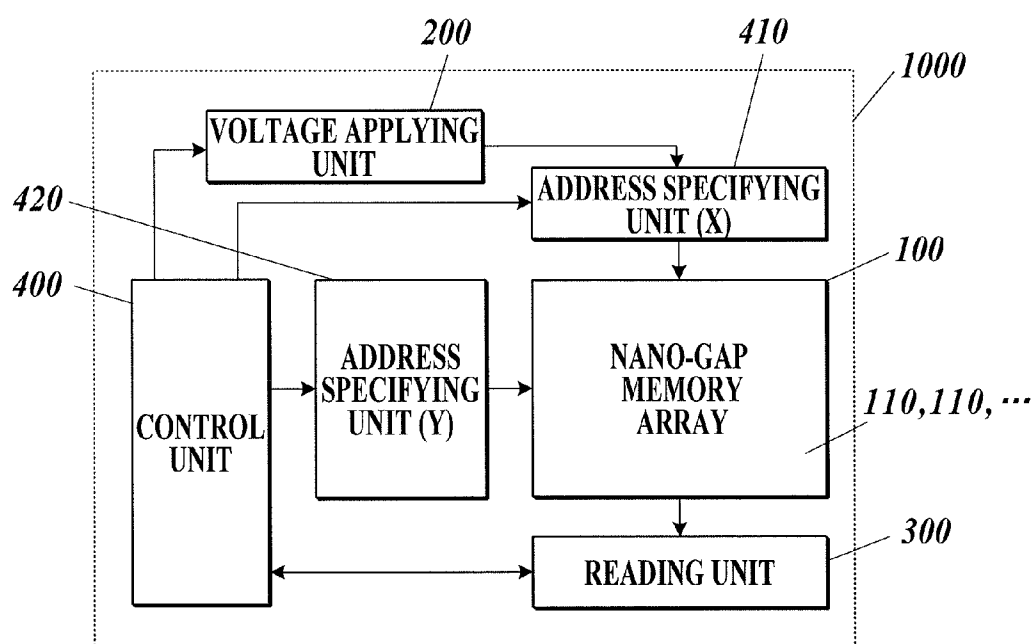 200
410
1000
VOLTAGE APPLYING
UNIT
ADDRESS SPECIFYING
UNIT (X)
420
400
100
CONTROL
UNIT
ADDRESS
SPECIFYING
UNIT (Y)
NANO-GAP
MEMORY
ARRAY
110,110, ···
300
READING UNIT